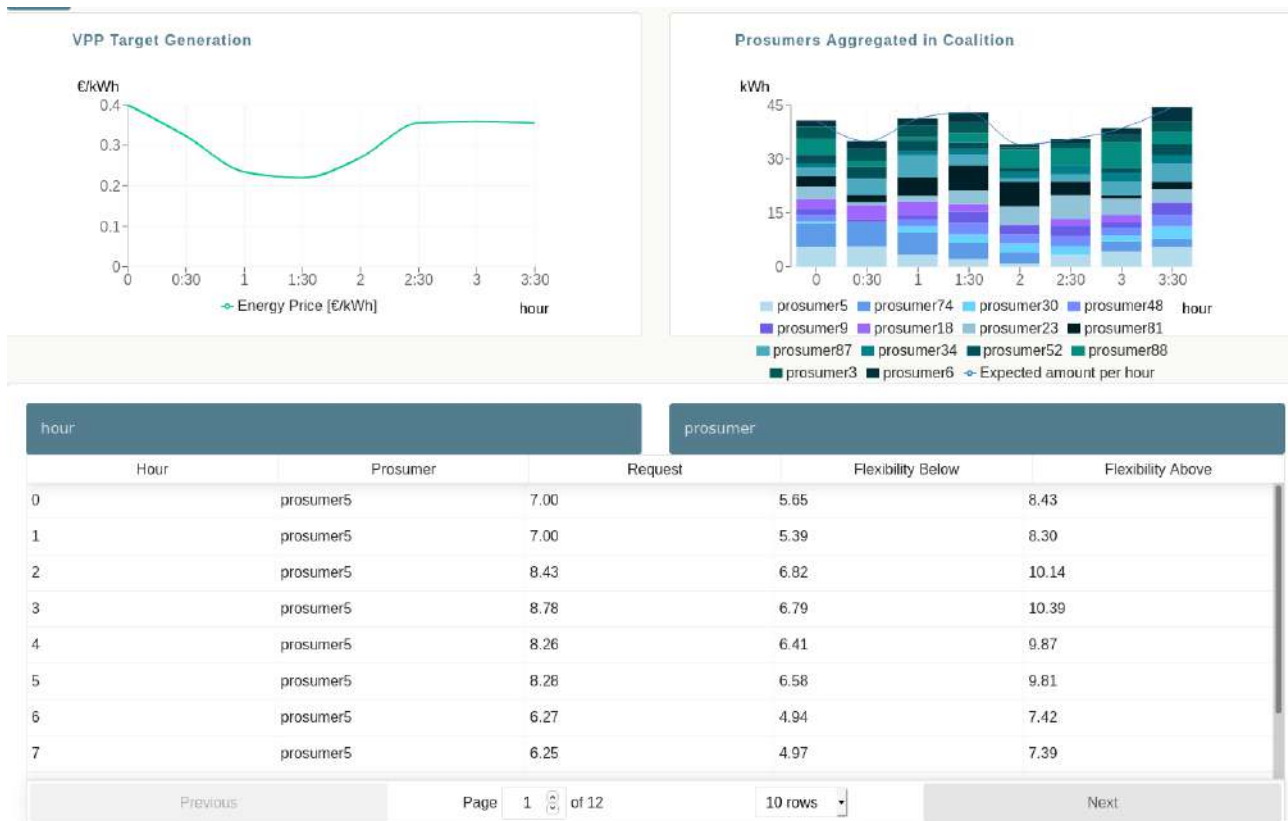 VPP Target Generation
€/kWh
0.4
0.3
0.2
0.1
0
0 0:30 1 1:30 2 2:30 3 3:30
Energy Price [€/kWh]
hour
Prosumers Aggregated in Coalition
kWh
45
30
15
0
0 0:30 1 1:30 2 2:30 3 3:30
prosumer5 prosumer74 prosumer30 prosumer48
hour
prosumer9 prosumer18 prosumer23 prosumer81
prosumer87 prosumer34 prosumer52 prosumer88
prosumer3 prosumer6 Expected amount per hour
hour prosumer
Hour Prosumer Request Flexibility Below Flexibility Above
0 prosumer5 7.00 5.65 8.43
1 prosumer5 7.00 5.39 8.30
2 prosumer5 8.43 6.82 10.14
3 prosumer5 8.78 6.79 10.39
4 prosumer5 8.26 6.41 9.87
5 prosumer5 8.28 6.58 9.81
6 prosumer5 6.27 4.94 7.42
7 prosumer5 6.25 4.97 7.39
Previous Page 1 of 12 10 rows Next